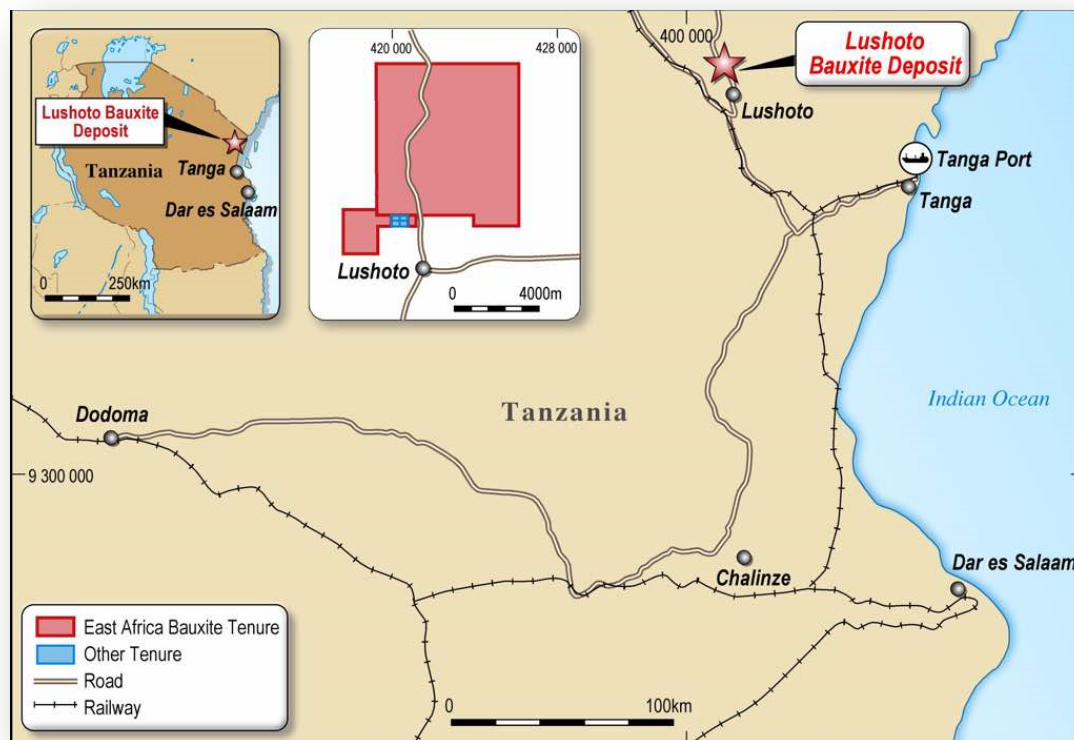 Lushoto Bauxite
Deposit
Tanzania
Tanga
Dar es Salaam
0 250km
420 000 428 000
Lushoto
0 4000m
400 000
Lushoto
Bauxite Deposit
Lushoto
Tanga Port
Tanga
Indian Ocean
Tanzania
Dodoma
9 300 000
Chalinze
Dar es Salaam
East Africa Bauxite Tenure
Other Tenure
Road
Railway
0 100km